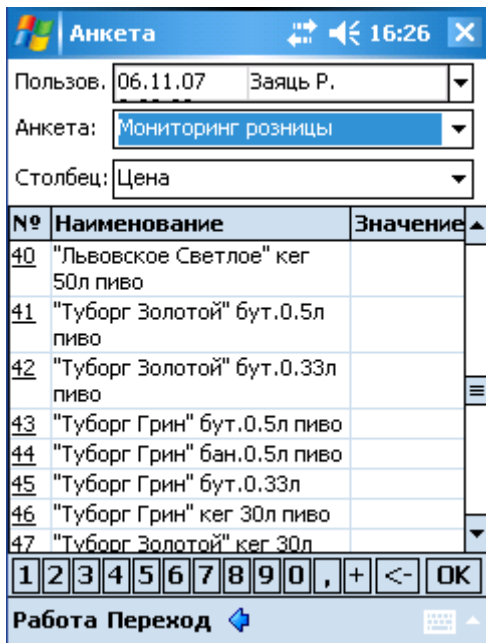 Анкета 16:26
Пользов. 06.11.07 Заяць Р.
Анкета: Мониторинг розницы
Столбец: Цена
№ Наименование Значение
40 "Львовское Светлое" кег
50л пиво
41 "Туборг Золотой" бут.0.5л
пиво
42 "Туборг Золотой" бут.0.33л
пиво
43 "Туборг Грин" бут.0.5л пиво
44 "Туборг Грин" бан.0.5л пиво
45 "Туборг Грин" бут.0.33л
46 "Туборг Грин" кег 30л пиво
47 "Туборг Золотой" кег 30л
1 2 3 4 5 6 7 8 9 0 , + <- OK
Работа Переход